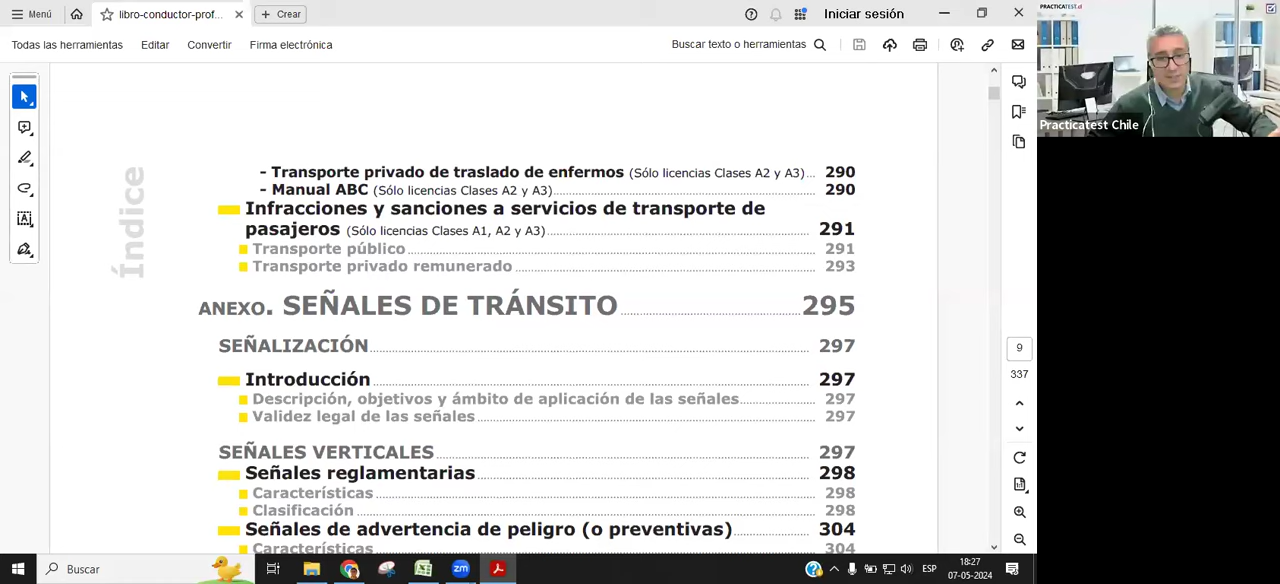 Menú
libro-conductor-prof...
Crear
Iniciar sesión
Todas las herramientas
Editar
Convertir
Firma electrónica
Buscar texto o herramientas
PRACTICATEST.cl
Practicatest Chile
Índice
- Transporte privado de traslado de enfermos (Sólo licencias Clases A2 y A3)... 290
- Manual ABC (Sólo licencias Clases A2 y A3)... 290
Infracciones y sanciones a servicios de transporte de
pasajeros (Sólo licencias Clases A1, A2 y A3)... 291
Transporte público... 291
Transporte privado remunerado... 293
ANEXO. SEÑALES DE TRÁNSITO... 295
SEÑALIZACIÓN... 297
Introducción... 297
Descripción, objetivos y ámbito de aplicación de las señales... 297
Validez legal de las señales... 297
SEÑALES VERTICALES... 297
Señales reglamentarias... 298
Características... 298
Clasificación... 298
Señales de advertencia de peligro (o preventivas)... 304
Características... 304
9
337
Buscar
zm
ESP
18:27
07-05-2024